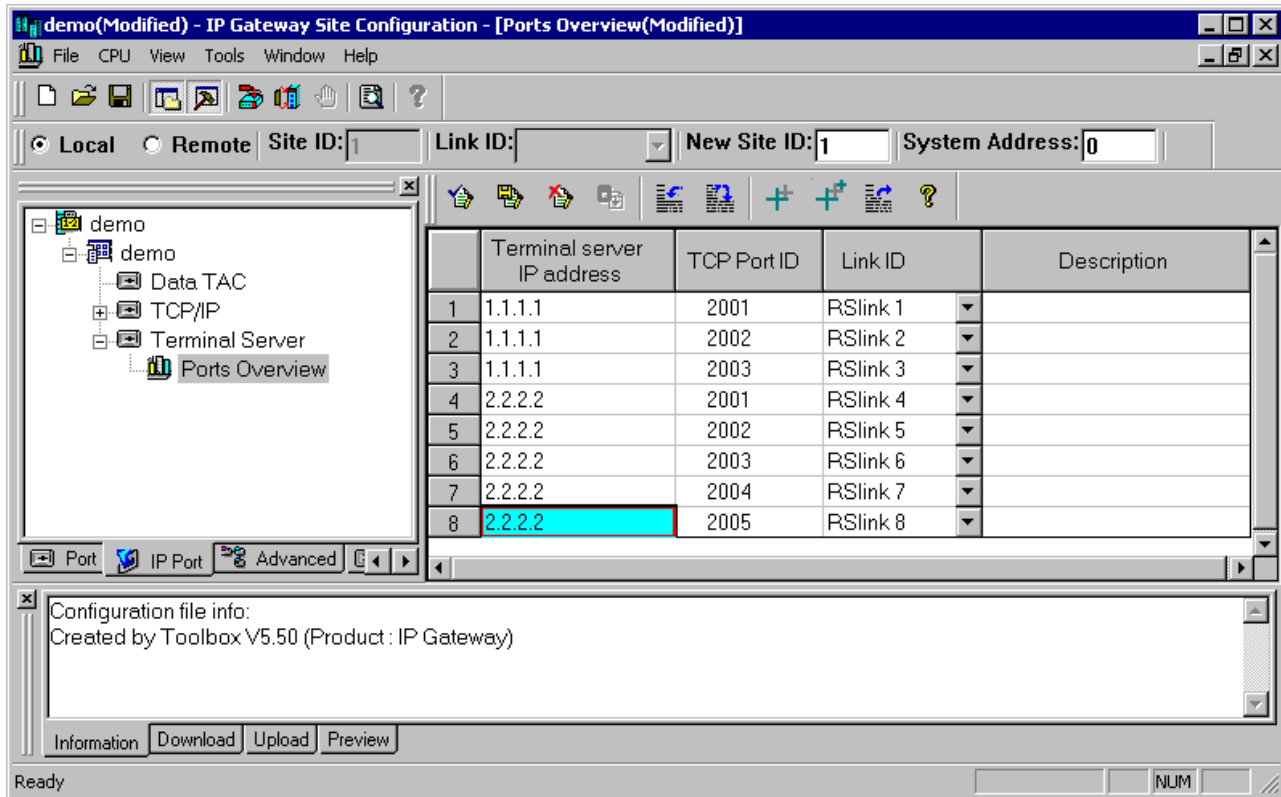 demo(Modified) - IP Gateway Site Configuration - [Ports Overview(Modified)]
File CPU View Tools Window Help
Local Remote Site ID: 1 Link ID: New Site ID: 1 System Address: 0
demo
demo
Data TAC
TCP/IP
Terminal Server
Ports Overview
Port IP Port Advanced
Terminal server IP address TCP Port ID Link ID Description
1 1.1.1.1 2001 RSlink 1
2 1.1.1.1 2002 RSlink 2
3 1.1.1.1 2003 RSlink 3
4 2.2.2.2 2001 RSlink 4
5 2.2.2.2 2002 RSlink 5
6 2.2.2.2 2003 RSlink 6
7 2.2.2.2 2004 RSlink 7
8 2.2.2.2 2005 RSlink 8
Configuration file info:
Created by Toolbox V5.50 (Product : IP Gateway)
Information Download Upload Preview
Ready NUM